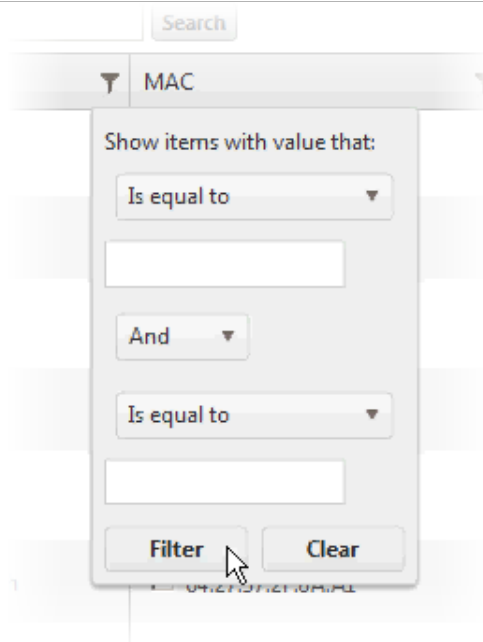 Search
MAC
Show items with value that:
Is equal to
And
Is equal to
Filter
Clear